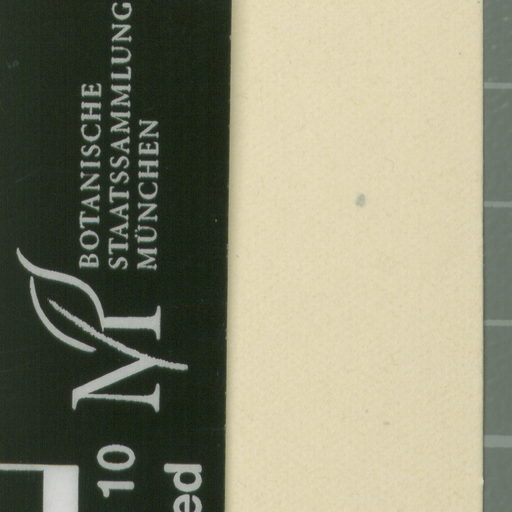 BOTANISCHE
STAATSSAMMLUNG
MÜNCHEN
10